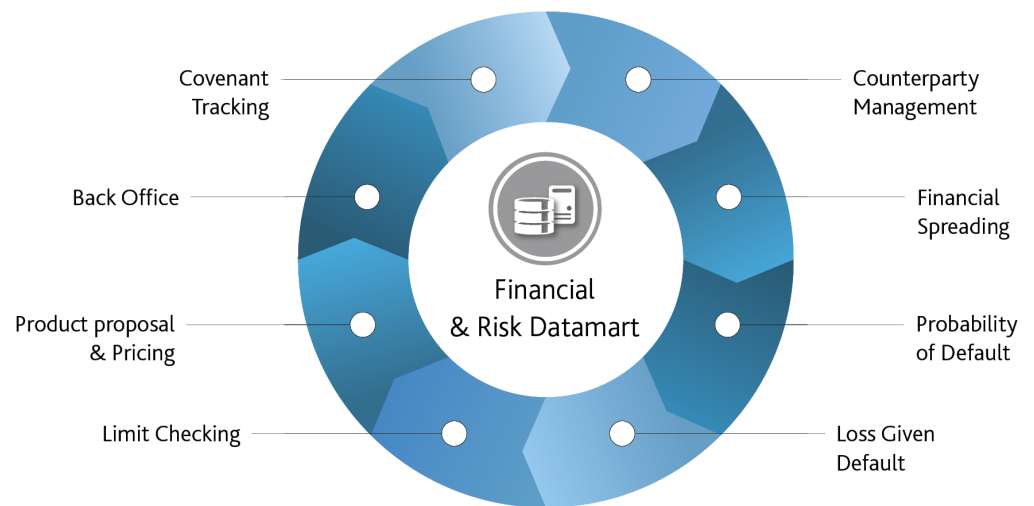 Covenant
Tracking
Counterparty
Management
Back Office
Financial
Spreading
Financial
& Risk Datamart
Product proposal
& Pricing
Probability
of Default
Limit Checking
Loss Given
Default